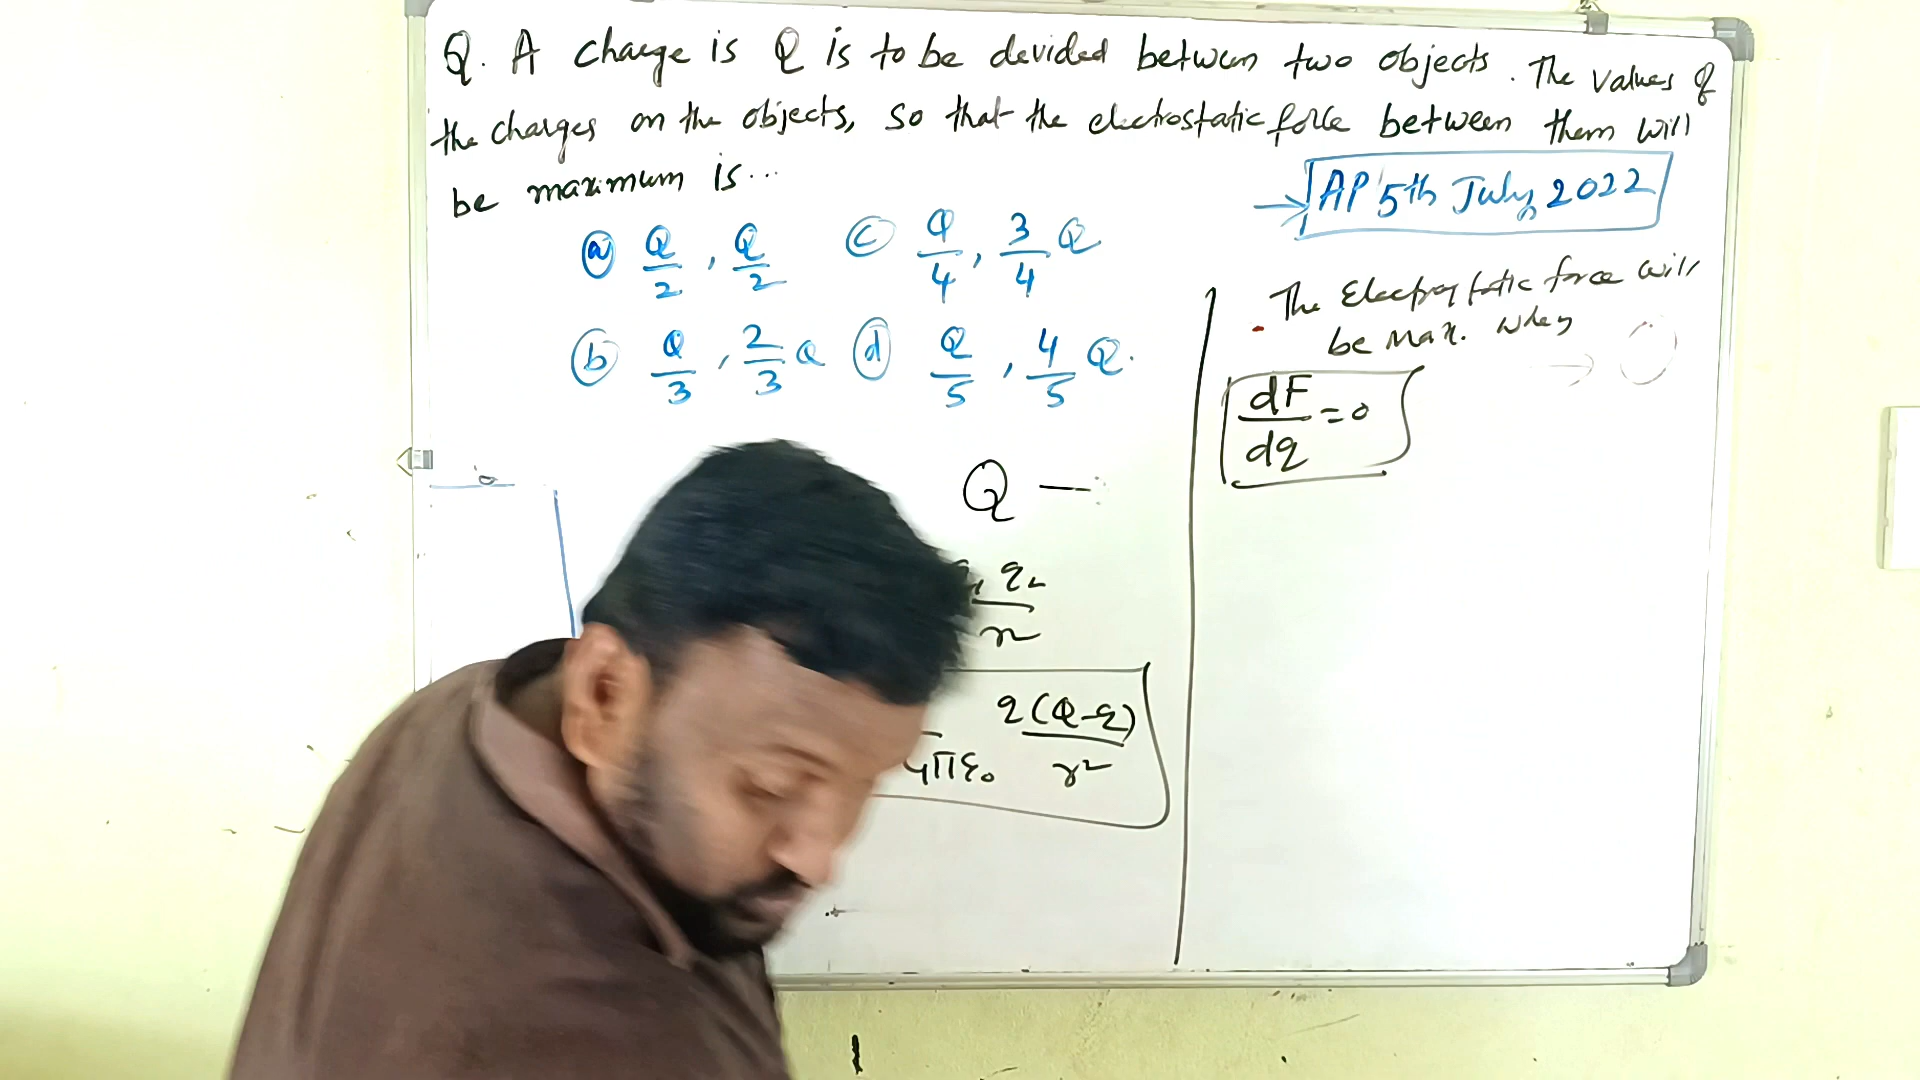 Q. A charge is Q is to be devided between two objects. The values of
the charges on the objects, so that the electrostatic force between them will
be maximum is...
→ AP 5th July 2022
(a) Q/2, Q/2 (c) Q/4, 3/4 Q
(b) Q/3, 2/3 Q (d) Q/5, 4/5 Q.
. The Electrostatic force will
be Max. when
dF/dq = 0
Q —
q₂
q(Q-q)
4πε₀ r²